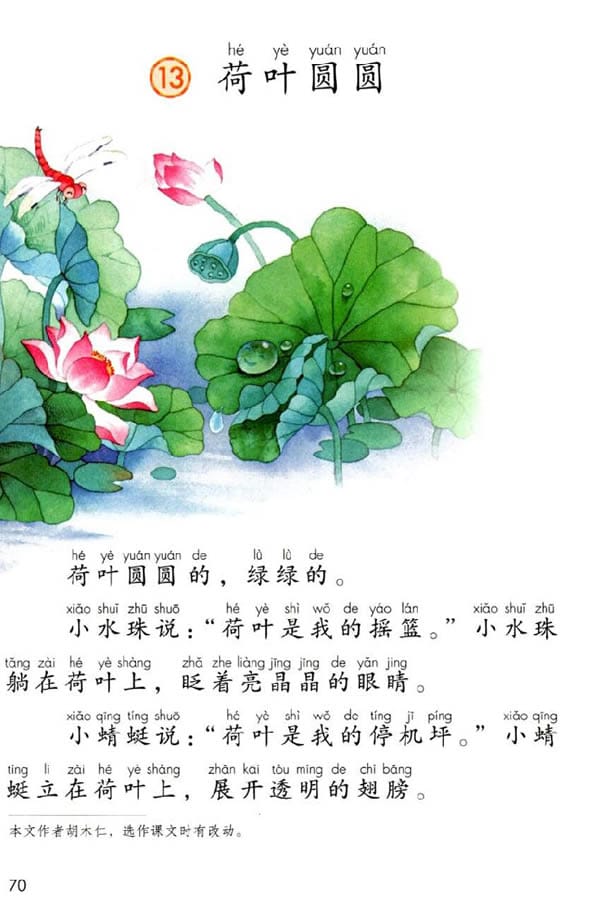 hé yè yuán yuán
13 荷叶圆圆
hé yè yuán yuán de lǜ lǜ de
荷叶圆圆的，绿绿的。
xiǎo shuǐ zhū shuō hé yè shì wǒ de yáo lán xiǎo shuǐ zhū
小水珠说：“荷叶是我的摇篮。”小水珠
tǎng zài hé yè shàng zhǎ zhe liàng jīng jīng de yǎn jing
躺在荷叶上，眨着亮晶晶的眼睛。
xiǎo qīng tíng shuō hé yè shì wǒ de tíng jī píng xiǎo qīng
小蜻蜓说：“荷叶是我的停机坪。”小蜻
tíng lì zài hé yè shàng zhǎn kāi tòu míng de chì bǎng
蜓立在荷叶上，展开透明的翅膀。
本文作者胡木仁，选作课文时有改动。
70